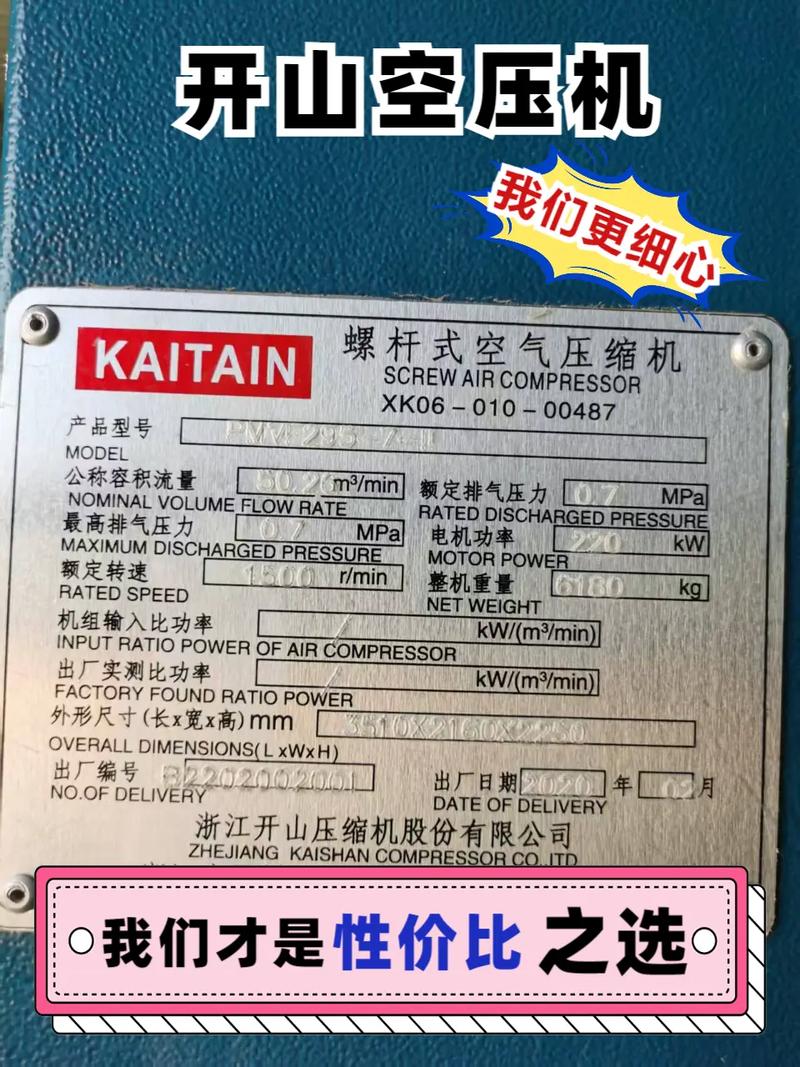 开山空压机
我们更细心
KAITAIN
螺杆式空气压缩机
SCREW AIR COMPRESSOR
XK06-010-00487
产品型号
MODEL
公称容积流量 m³/min
NOMINAL VOLUME FLOW RATE
额定排气压力 0.7 MPa
RATED DISCHARGED PRESSURE
最高排气压力 0.7 MPa
MAXIMUM DISCHARGED PRESSURE
电机功率 220 kW
MOTOR POWER
额定转速 1500 r/min
RATED SPEED
整机重量 6180 kg
NET WEIGHT
机组输入比功率 / kW/(m³/min)
INPUT RATIO POWER OF AIR COMPRESSOR
出厂实测比功率 / kW/(m³/min)
FACTORY FOUND RATIO POWER
外形尺寸(长x宽x高)mm 3510X2160X2250
OVERALL DIMENSIONS(LxWxH)
出厂编号
NO.OF DELIVERY
出厂日期 2020 年 02 月
DATE OF DELIVERY
浙江开山压缩机股份有限公司
ZHEJIANG KAISHAN COMPRESSOR CO.,LTD
我们才是性价比之选